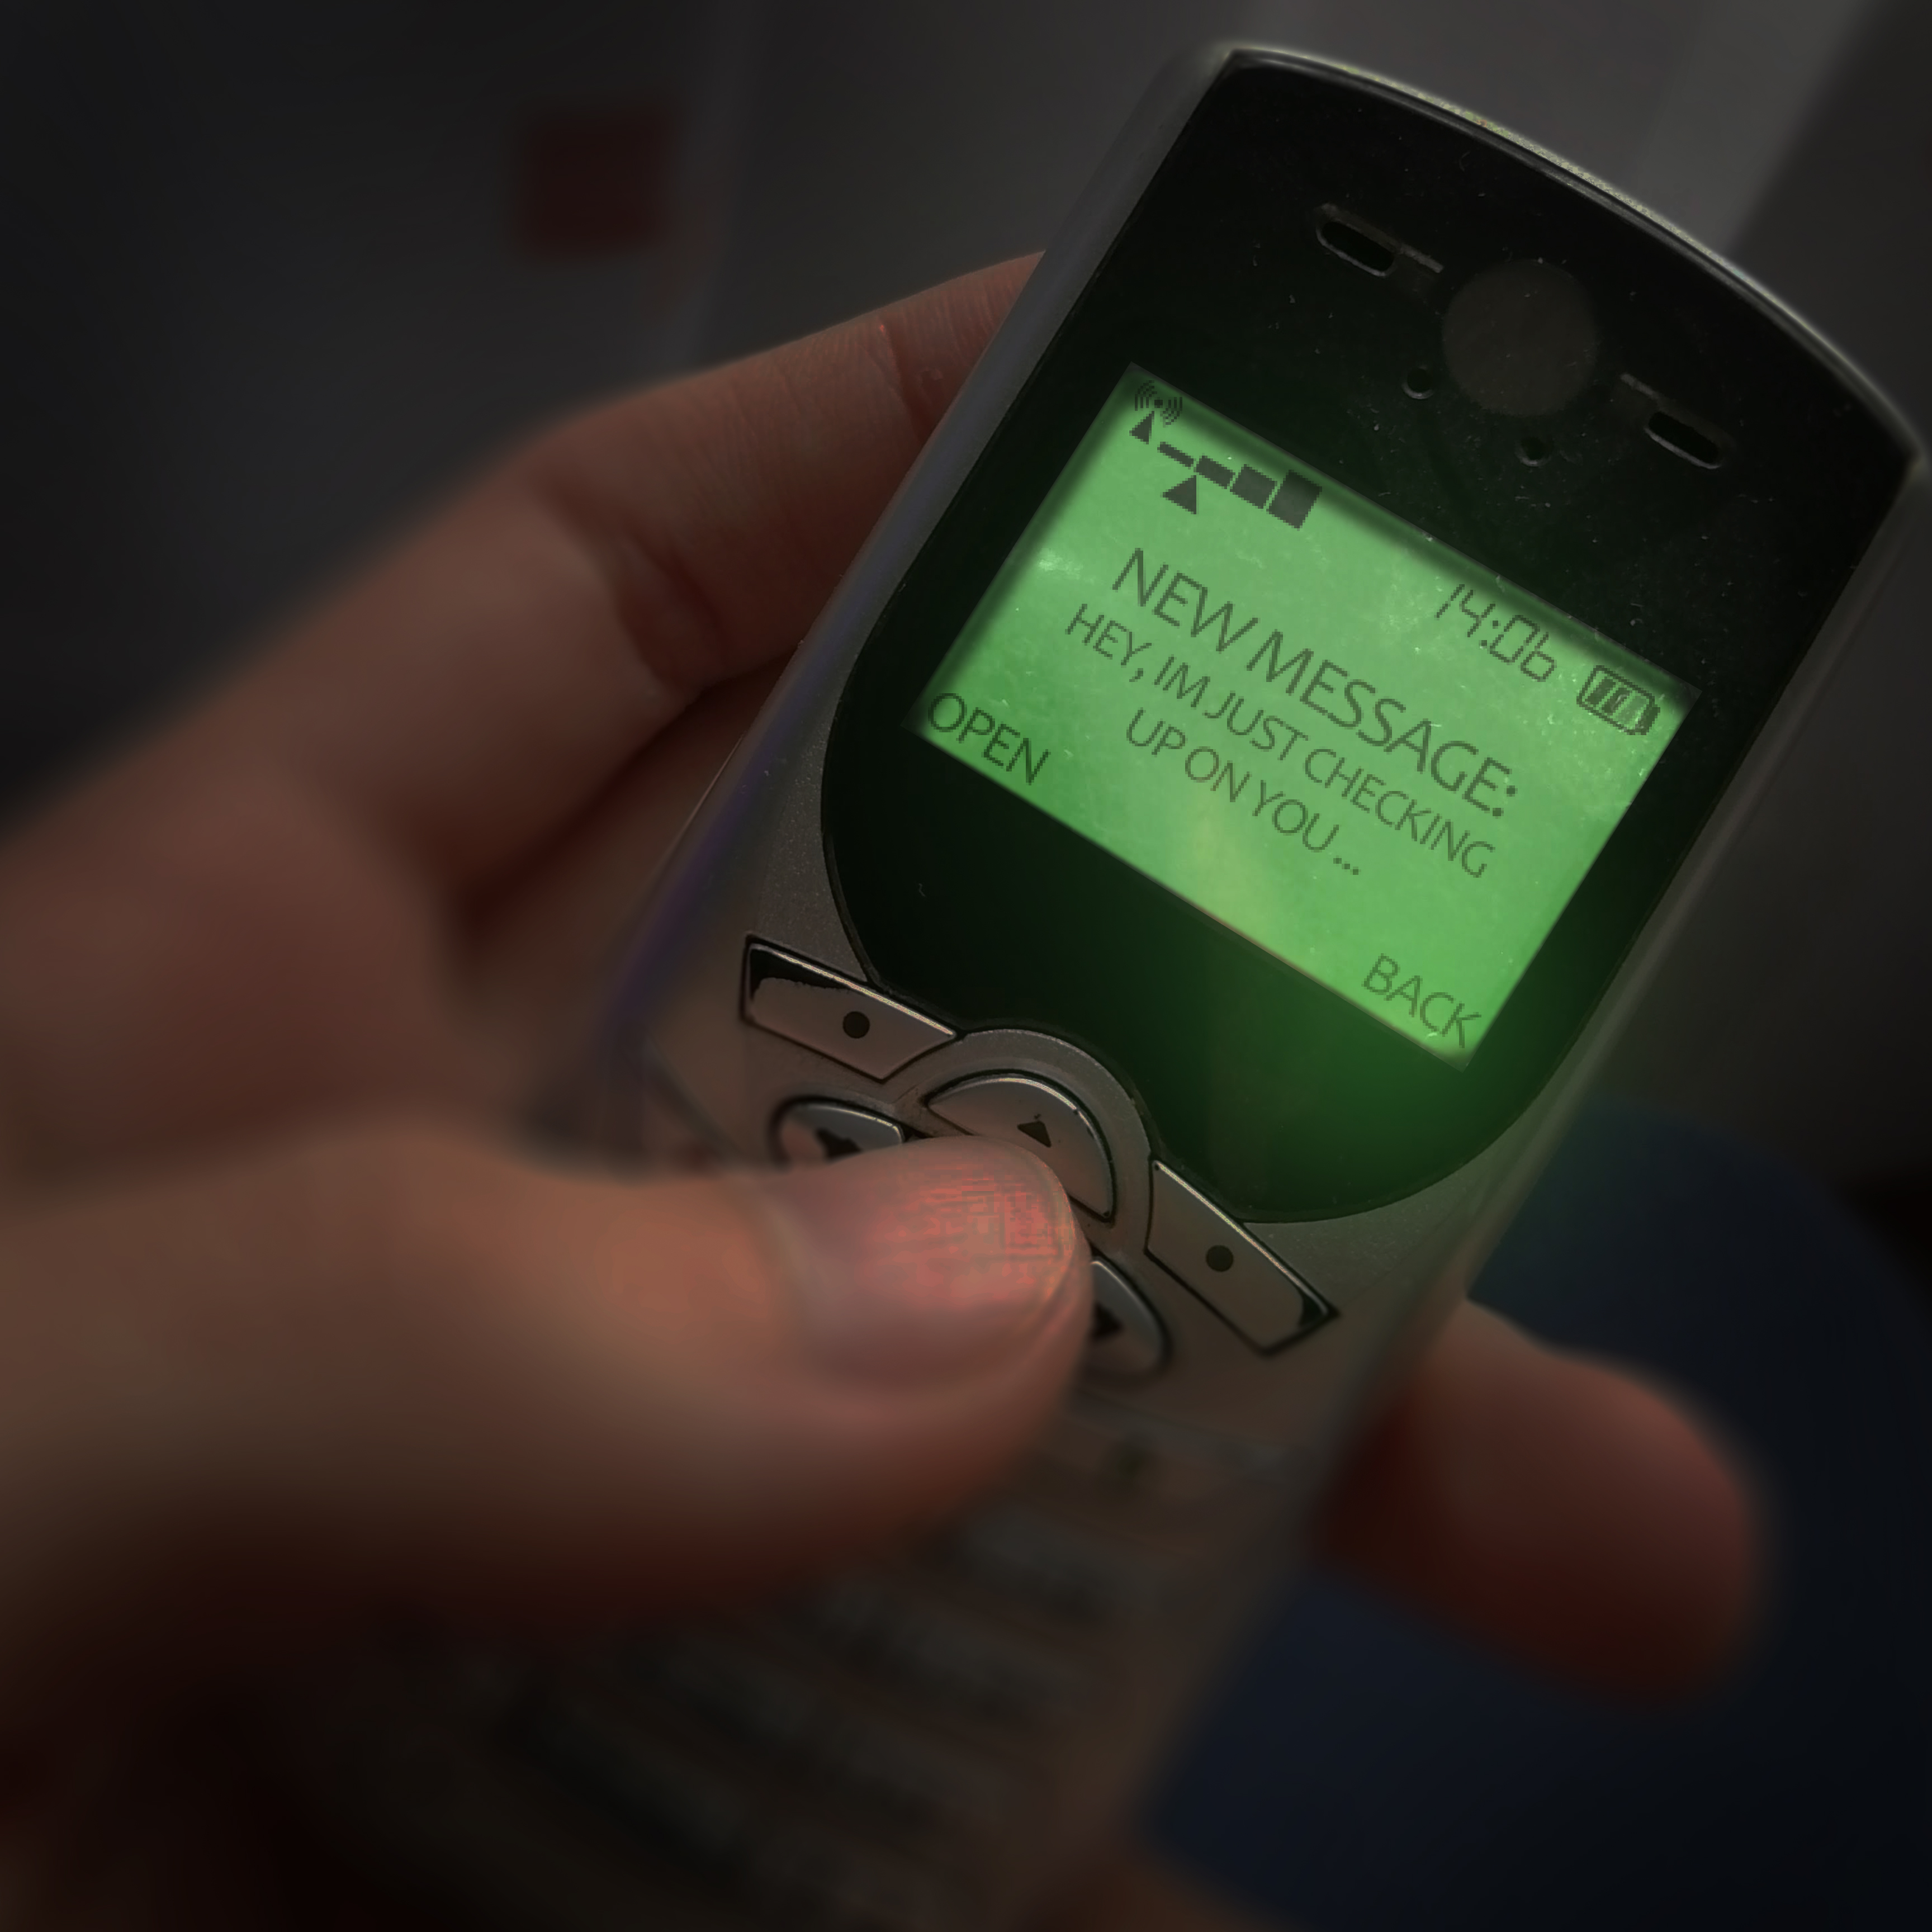 14:06
NEW MESSAGE:
HEY, IM JUST CHECKING
UP ON YOU ...
OPEN
BACK